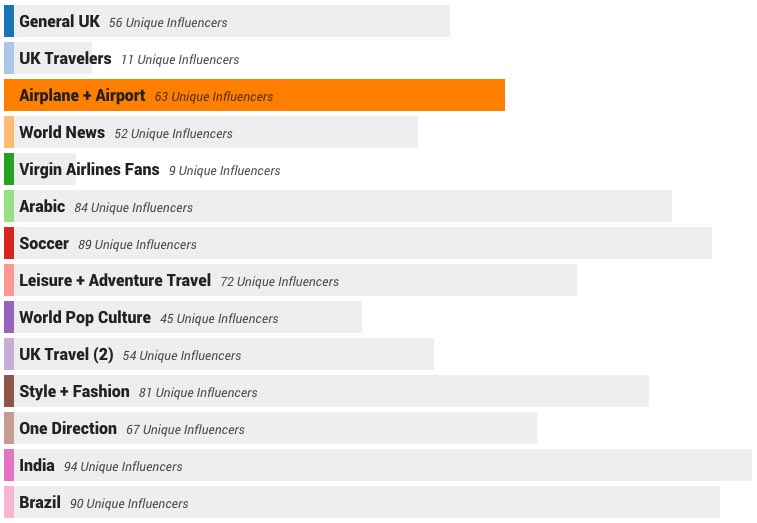 General UK 56 Unique Influencers
UK Travelers 11 Unique Influencers
Airplane + Airport 63 Unique Influencers
World News 52 Unique Influencers
Virgin Airlines Fans 9 Unique Influencers
Arabic 84 Unique Influencers
Soccer 89 Unique Influencers
Leisure + Adventure Travel 72 Unique Influencers
World Pop Culture 45 Unique Influencers
UK Travel (2) 54 Unique Influencers
Style + Fashion 81 Unique Influencers
One Direction 67 Unique Influencers
India 94 Unique Influencers
Brazil 90 Unique Influencers